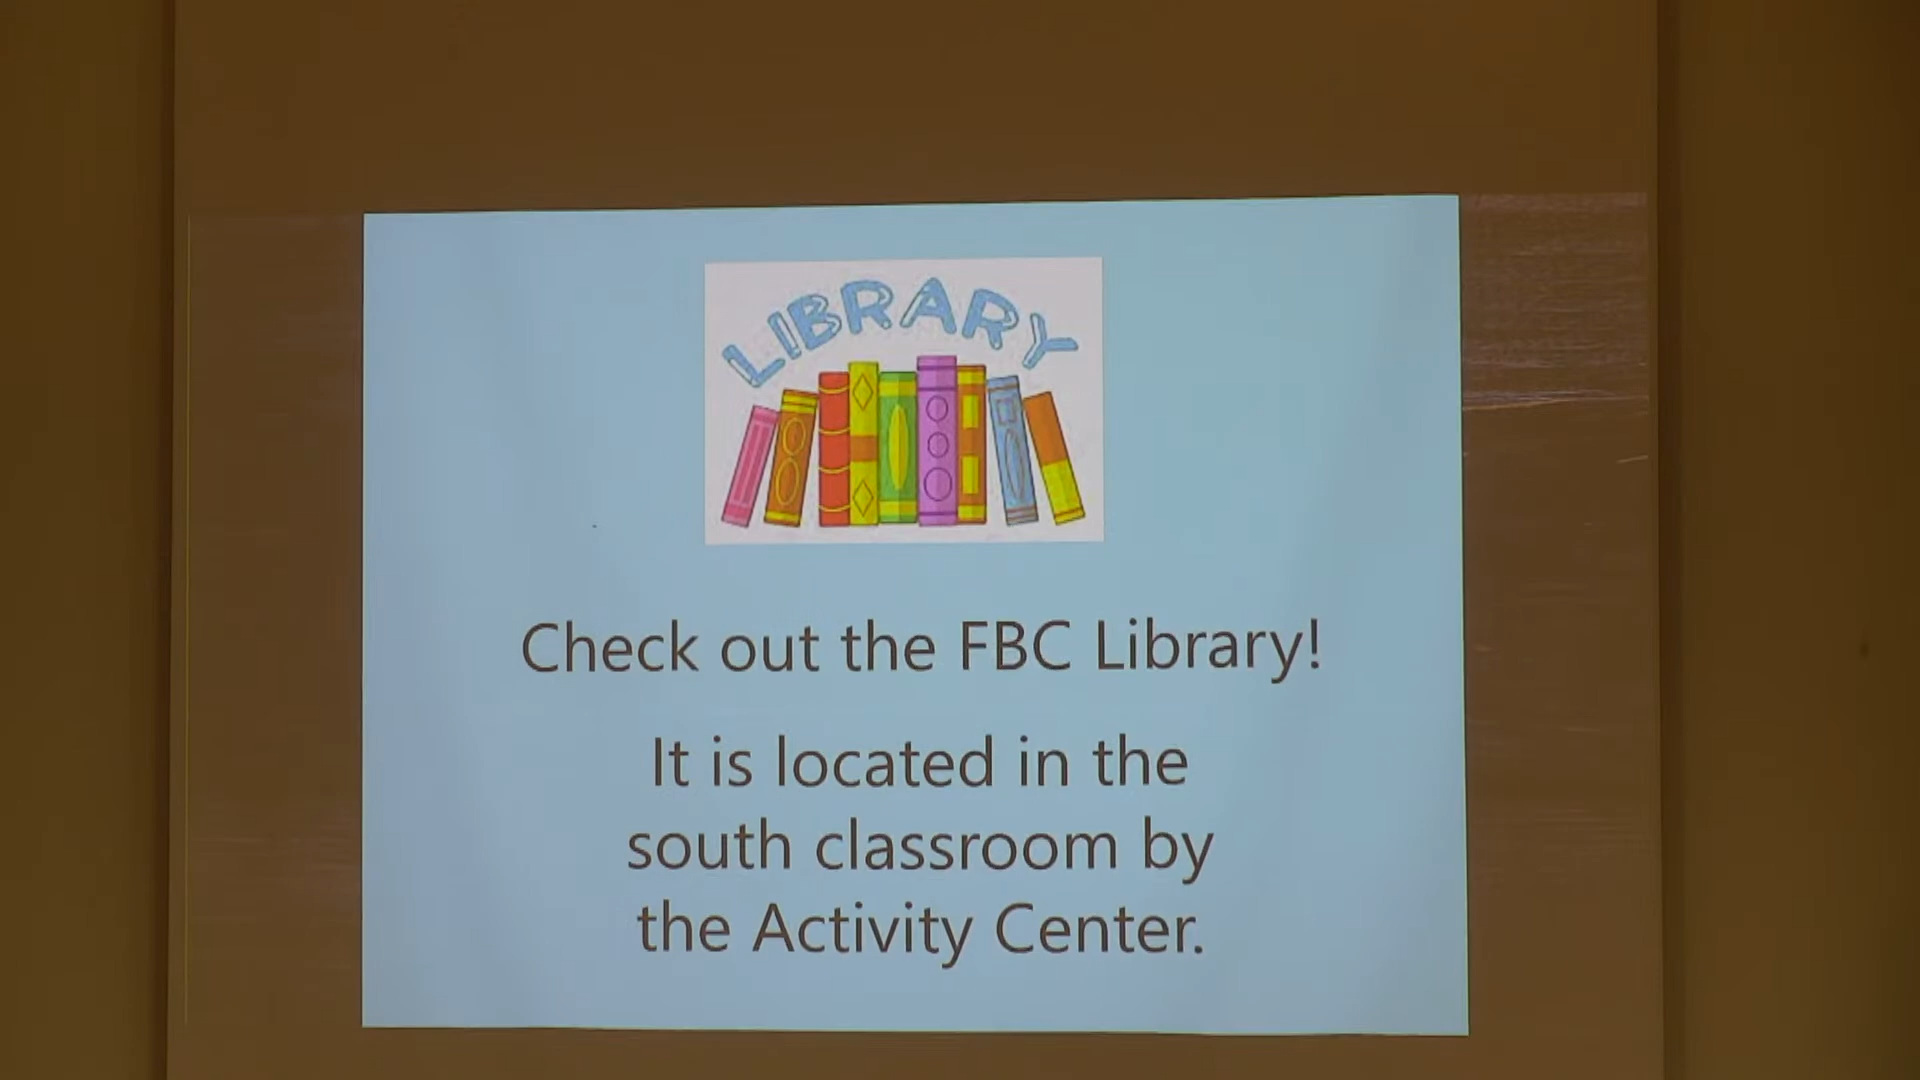 LIBRARY
Check out the FBC Library!
It is located in the
south classroom by
the Activity Center.